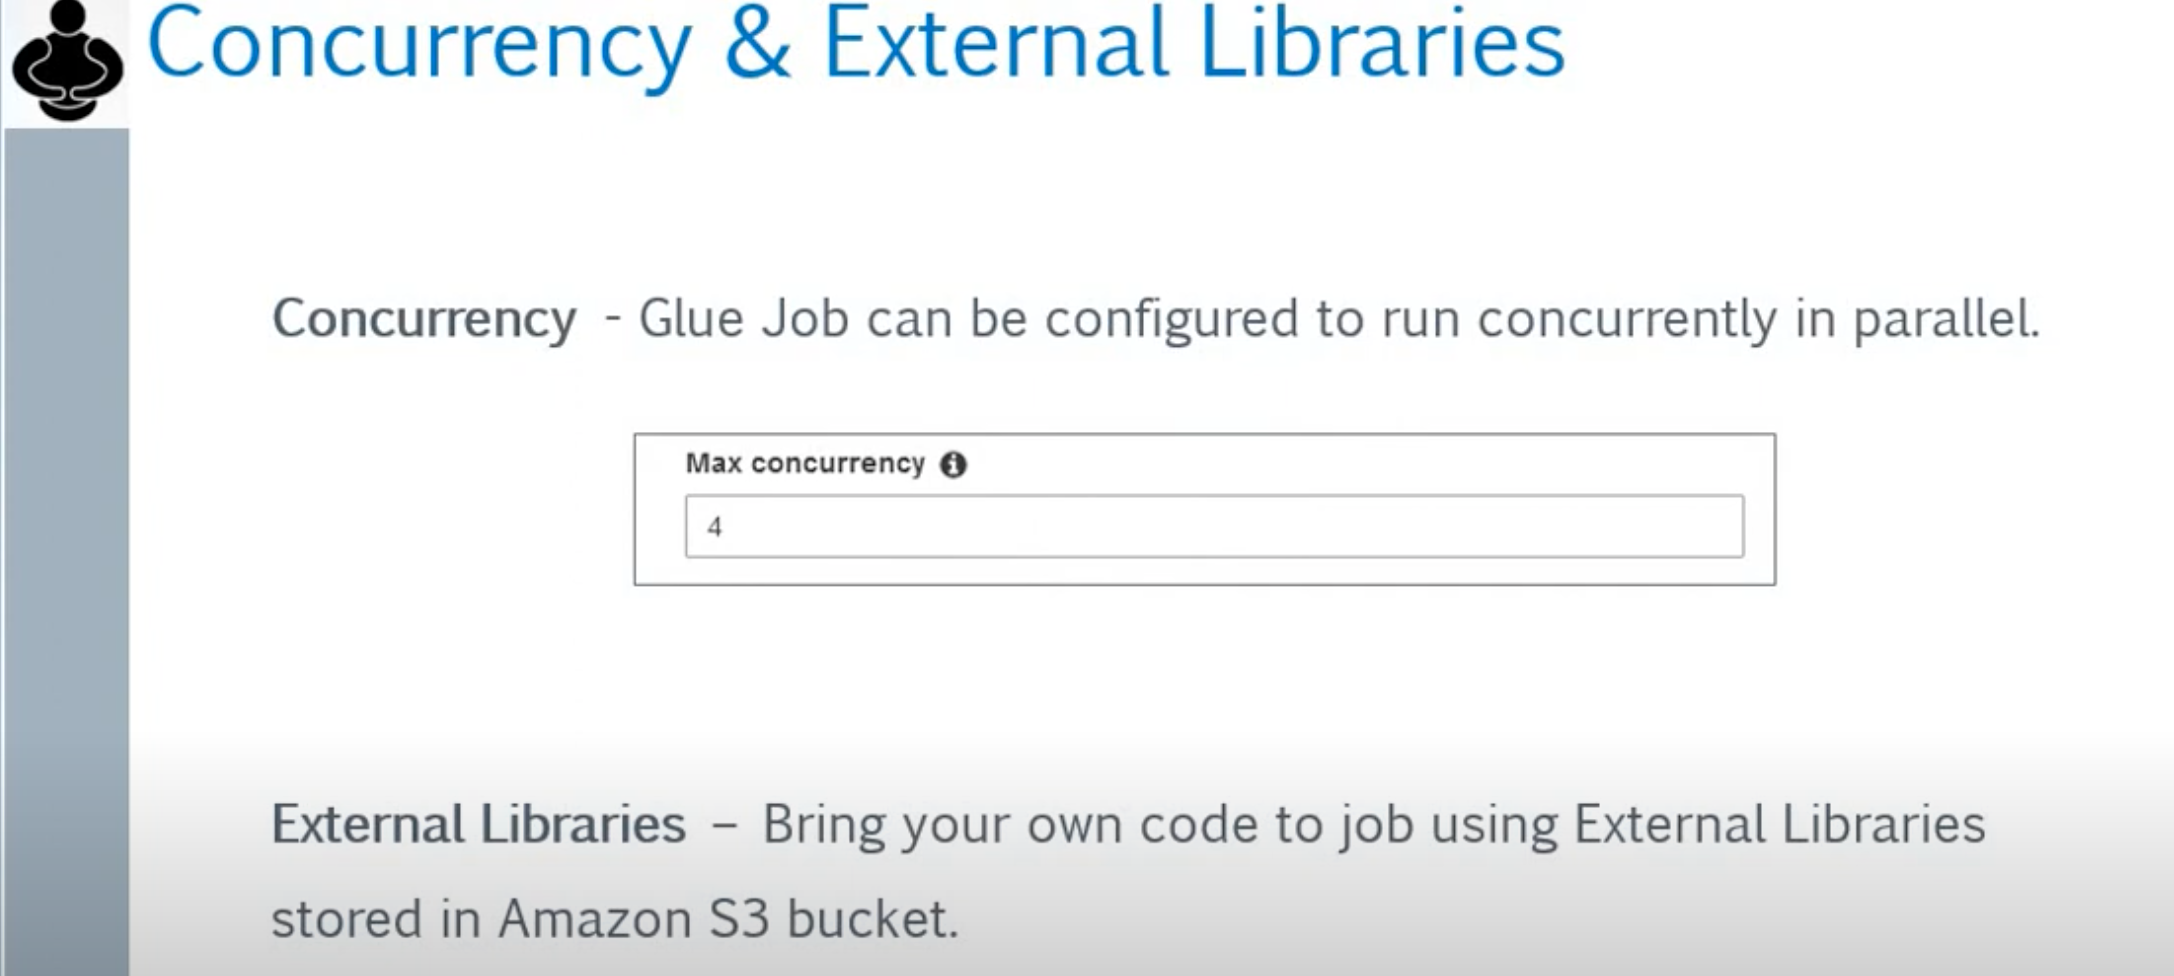 Concurrency & External Libraries
Concurrency - Glue Job can be configured to run concurrently in parallel.
Max concurrency
4
External Libraries – Bring your own code to job using External Libraries
stored in Amazon S3 bucket.